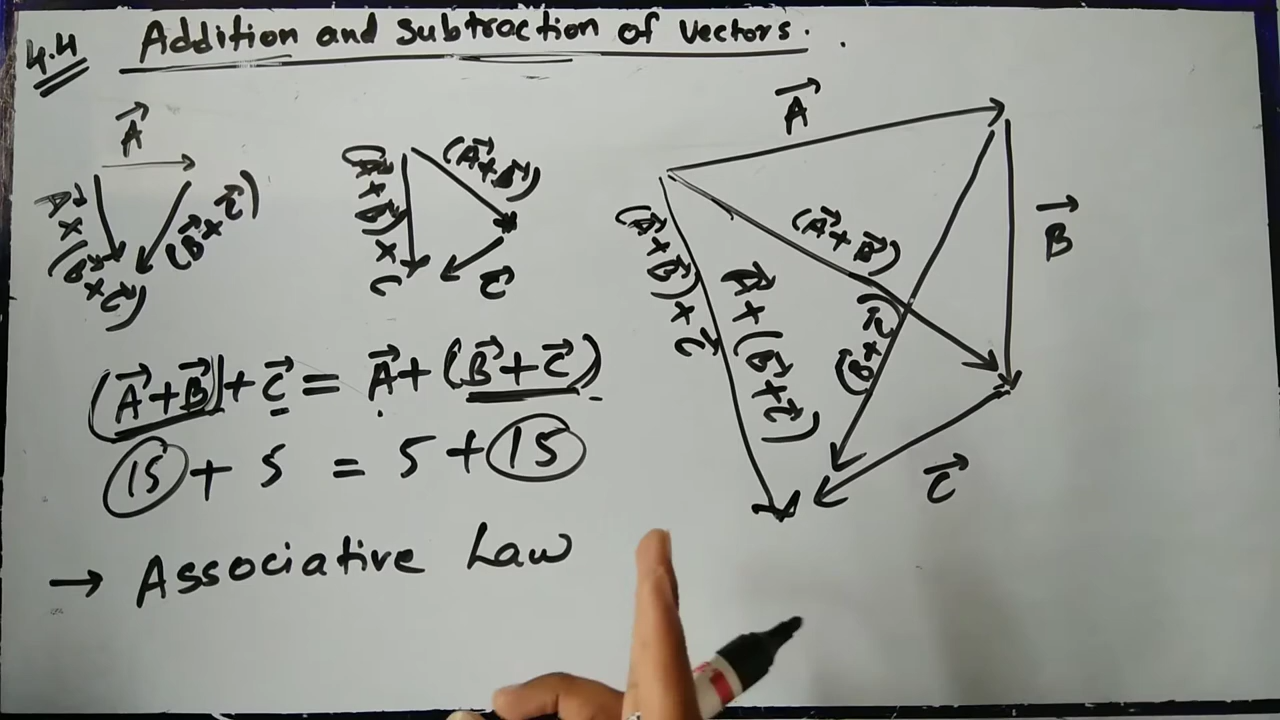 4.4 Addition and Subtraction of vectors.
A⃗
A⃗+(B⃗+C⃗)
(B⃗+C⃗)
(A⃗+B⃗)+C⃗
(A⃗+B⃗)
C⃗
(A⃗+B⃗)+C⃗ = A⃗+(B⃗+C⃗)
15 + 5 = 5 + 15
→ Associative Law
A⃗
B⃗
(A⃗+B⃗)
(B⃗+C⃗)
(A⃗+B⃗)+C⃗
A⃗+(B⃗+C⃗)
C⃗